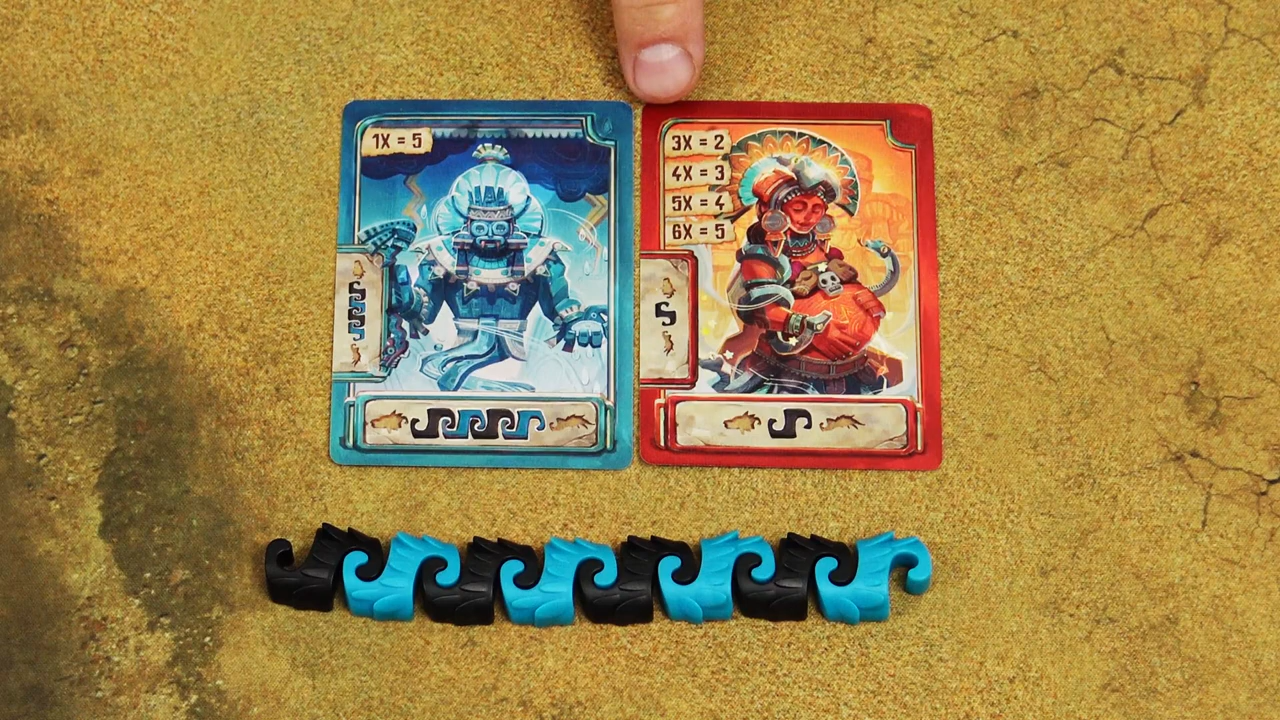 1X = 5
3X = 2
4X = 3
5X = 4
6X = 5